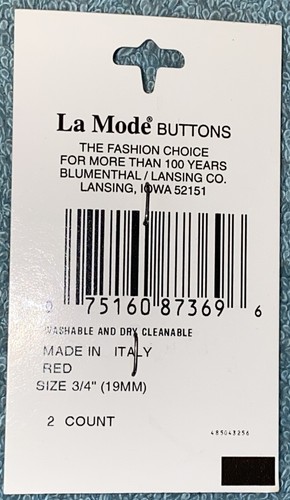 La Mode® BUTTONS
THE FASHION CHOICE
FOR MORE THAN 100 YEARS
BLUMENTHAL / LANSING CO.
LANSING, IOWA 52151
0 75160 87369 6
WASHABLE AND DRY CLEANABLE
MADE IN ITALY
RED
SIZE 3/4" (19MM)
2 COUNT
485043256